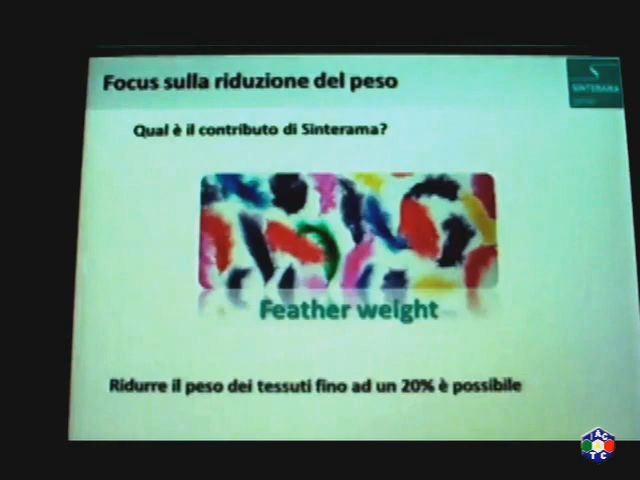 Focus sulla riduzione del peso
SINTERAMA
Qual è il contributo di Sinterama?
Feather weight
Ridurre il peso dei tessuti fino ad un 20% è possibile